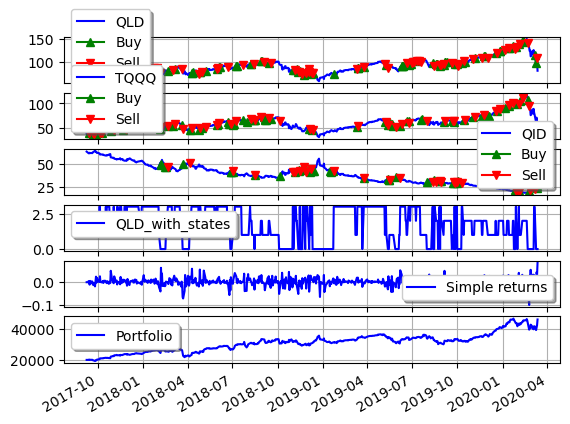 QLD
Buy
Sell
150
100
TQQQ
Buy
Sell
100
50
QID
Buy
Sell
50
25
QLD_with_states
2.5
0.0
Simple returns
0.0
−0.1
Portfolio
40000
20000
2017-10
2018-01
2018-04
2018-07
2018-10
2019-01
2019-04
2019-07
2019-10
2020-01
2020-04